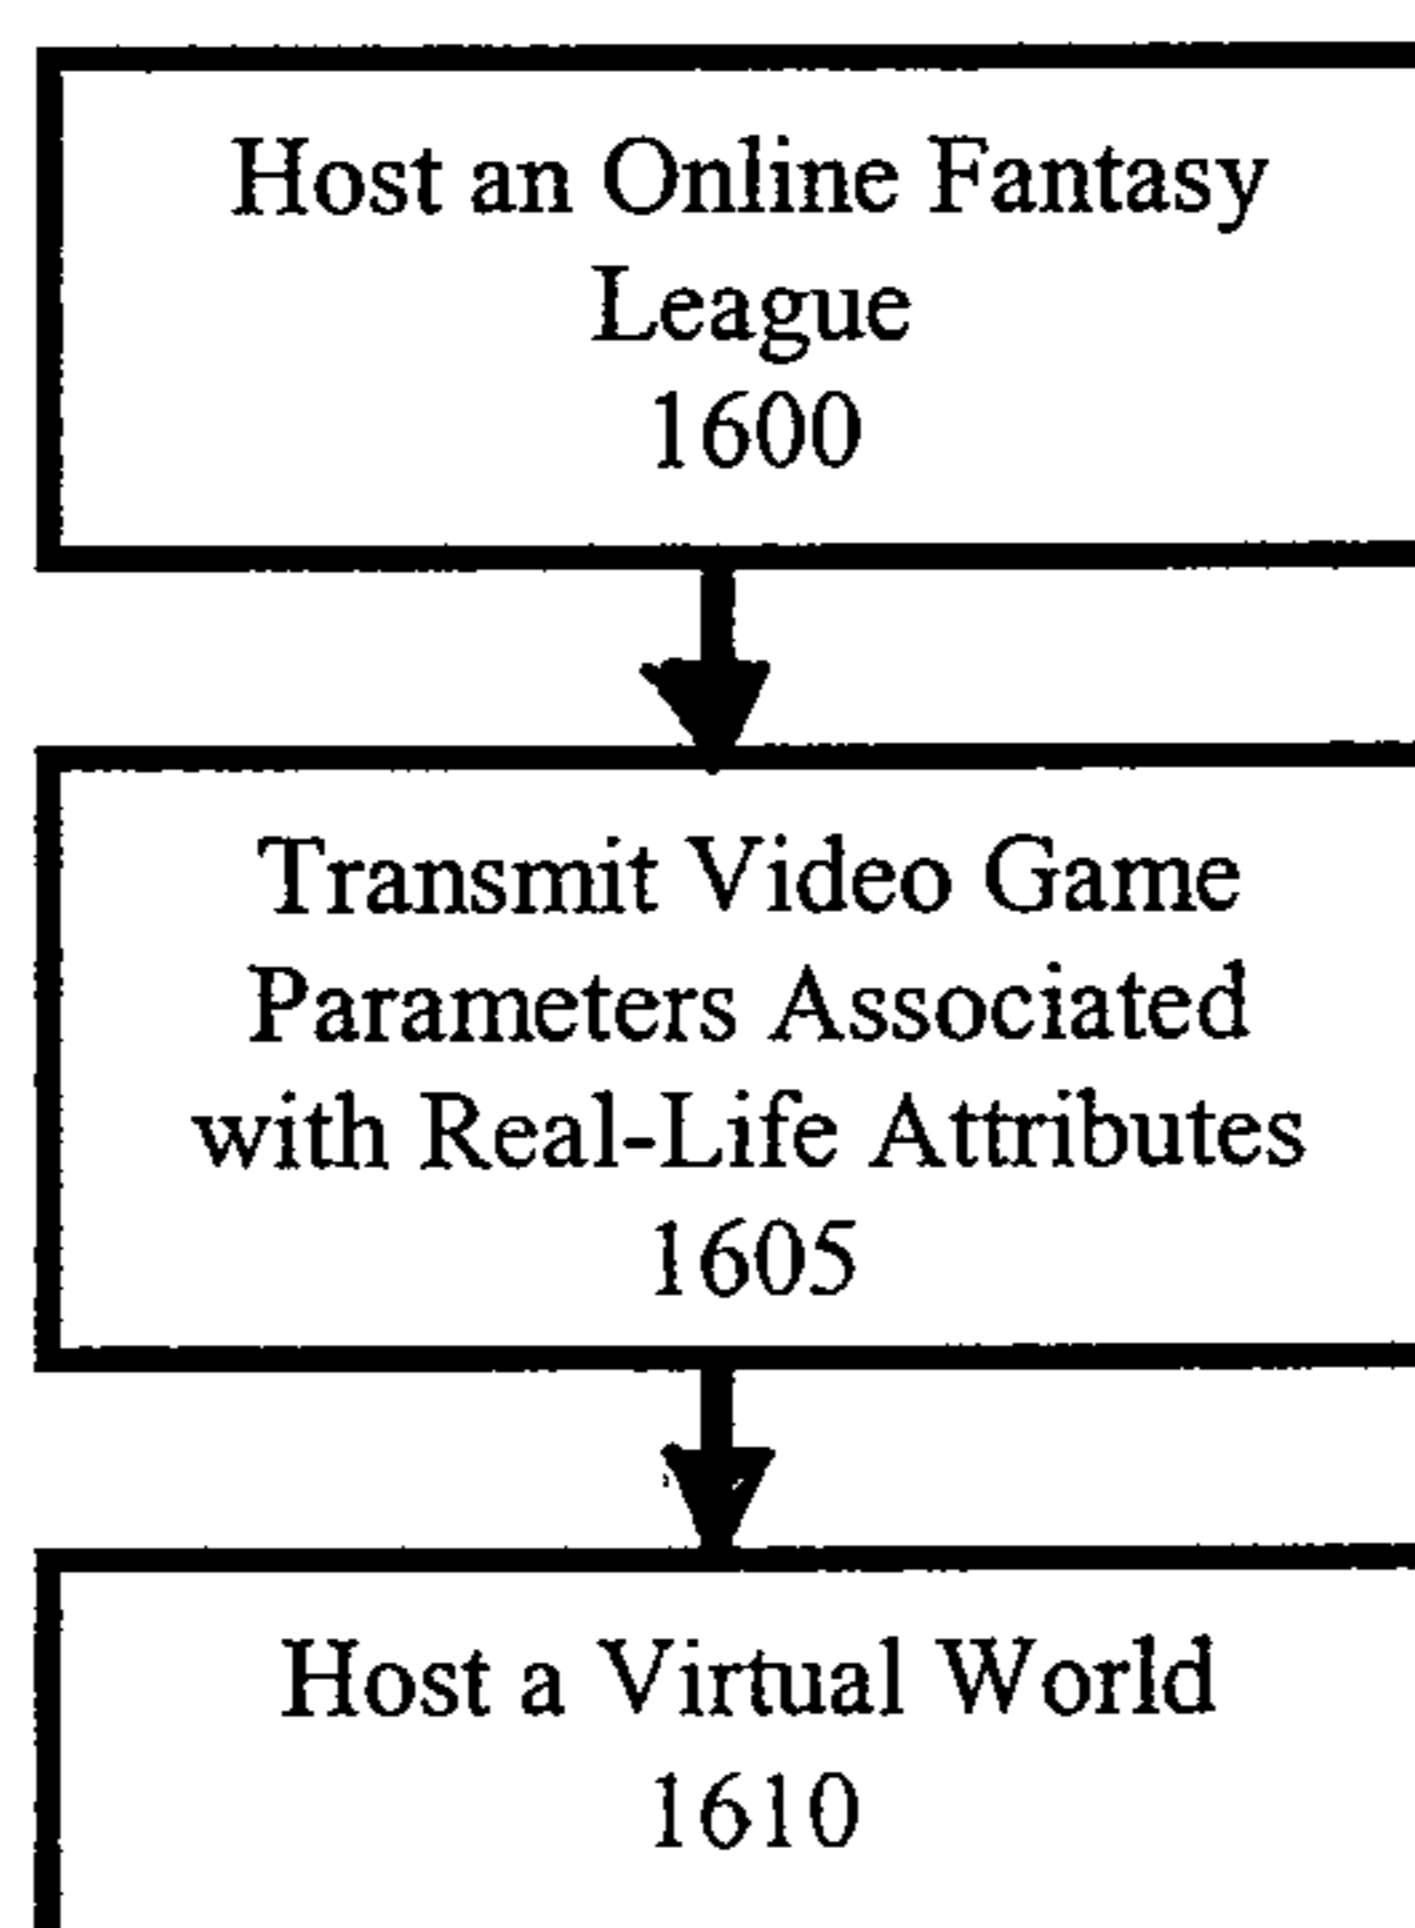 Host an Online Fantasy
League
1600
Transmit Video Game
Parameters Associated
with Real-Life Attributes
1605
Host a Virtual World
1610